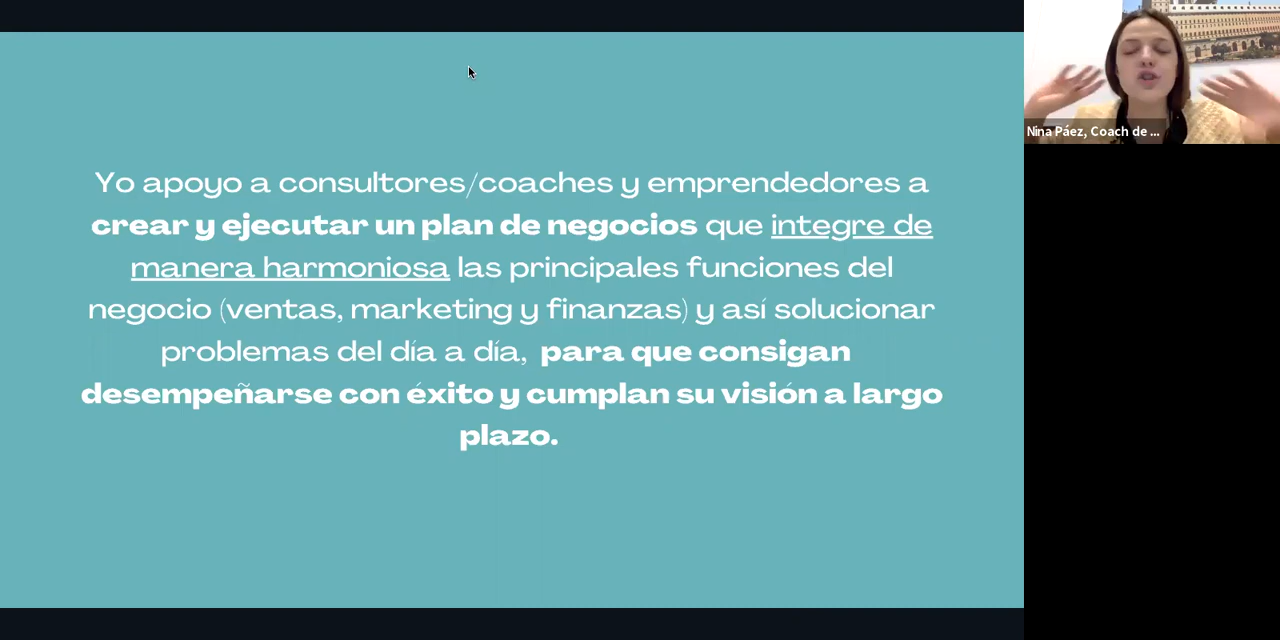 Yo apoyo a consultores/coaches y emprendedores a
crear y ejecutar un plan de negocios que integre de
manera harmoniosa las principales funciones del
negocio (ventas, marketing y finanzas) y así solucionar
problemas del día a día, para que consigan
desempeñarse con éxito y cumplan su visión a largo
plazo.
Nina Páez, Coach de ...